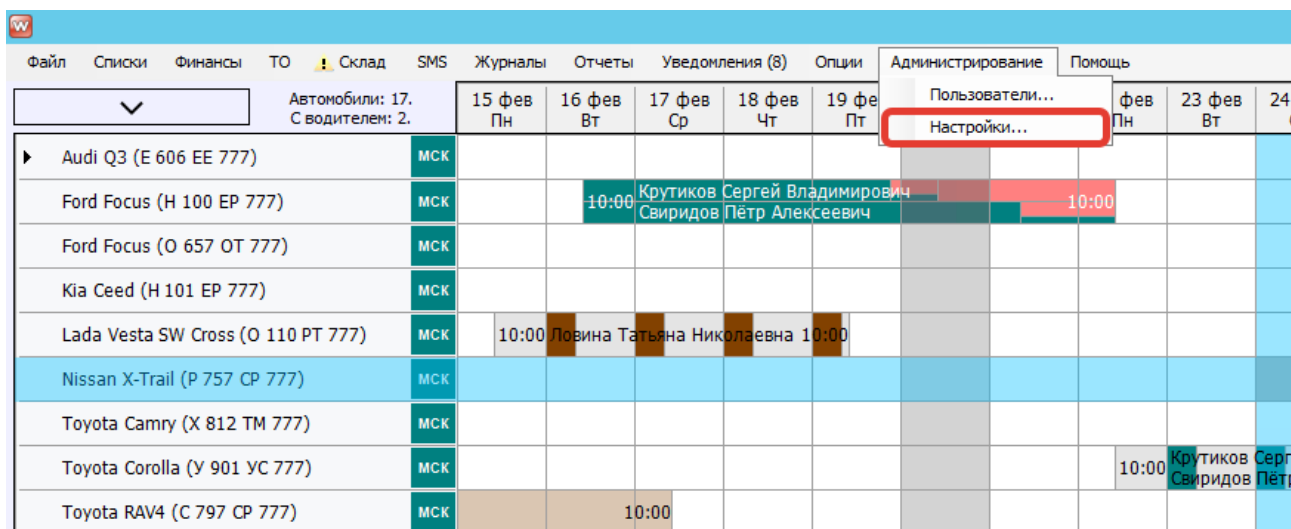 Файл Списки Финансы ТО Склад SMS Журналы Отчеты Уведомления (8) Опции Администрирование Помощь
Пользователи...
Настройки...
Автомобили: 17.
С водителем: 2.
15 фев 16 фев 17 фев 18 фев 19 фе фев 23 фев 24
Пн Вт Ср Чт Пт Пн Вт
Audi Q3 (Е 606 ЕЕ 777) МСК
Ford Focus (Н 100 ЕР 777) МСК 10:00 Крутиков Сергей Владимирович 10:00
Свиридов Пётр Алексеевич
Ford Focus (О 657 ОТ 777) МСК
Kia Ceed (Н 101 ЕР 777) МСК
Lada Vesta SW Cross (О 110 РТ 777) МСК 10:00 Ловина Татьяна Николаевна 10:00
Nissan X-Trail (Р 757 СР 777) МСК
Toyota Camry (Х 812 ТМ 777) МСК
Toyota Corolla (У 901 УС 777) МСК 10:00 Крутиков Серг
Свиридов Пёт
Toyota RAV4 (С 797 СР 777) МСК 10:00